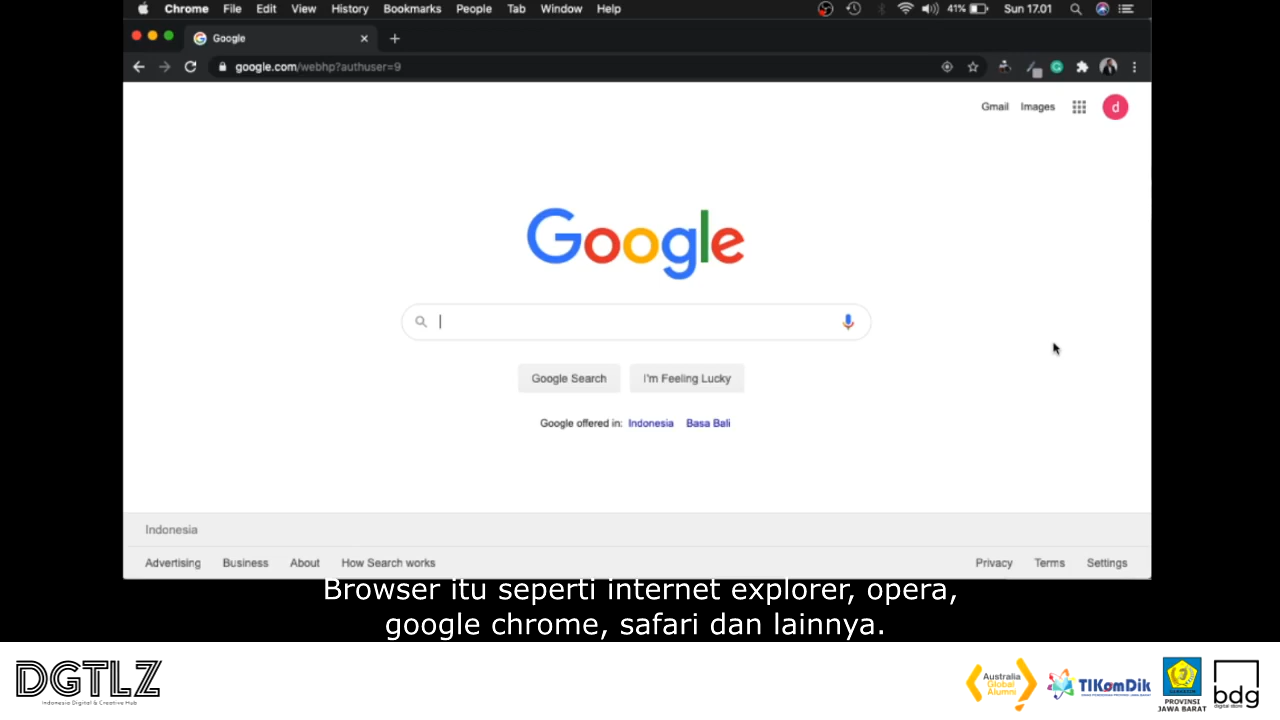 Chrome File Edit View History Bookmarks People Tab Window Help 41% Sun 17.01
Google
google.com/webhp?authuser=9
Gmail Images d
Google
Google Search I'm Feeling Lucky
Google offered in: Indonesia Basa Bali
Indonesia
Advertising Business About How Search works Privacy Terms Settings
Browser itu seperti internet explorer, opera,
google chrome, safari dan lainnya.
DGTLZ
Indonesia Digital & Creative Hub
Australia
Global
Alumni
TIKomDik
PROVINSI
JAWA BARAT
bdg
digital store